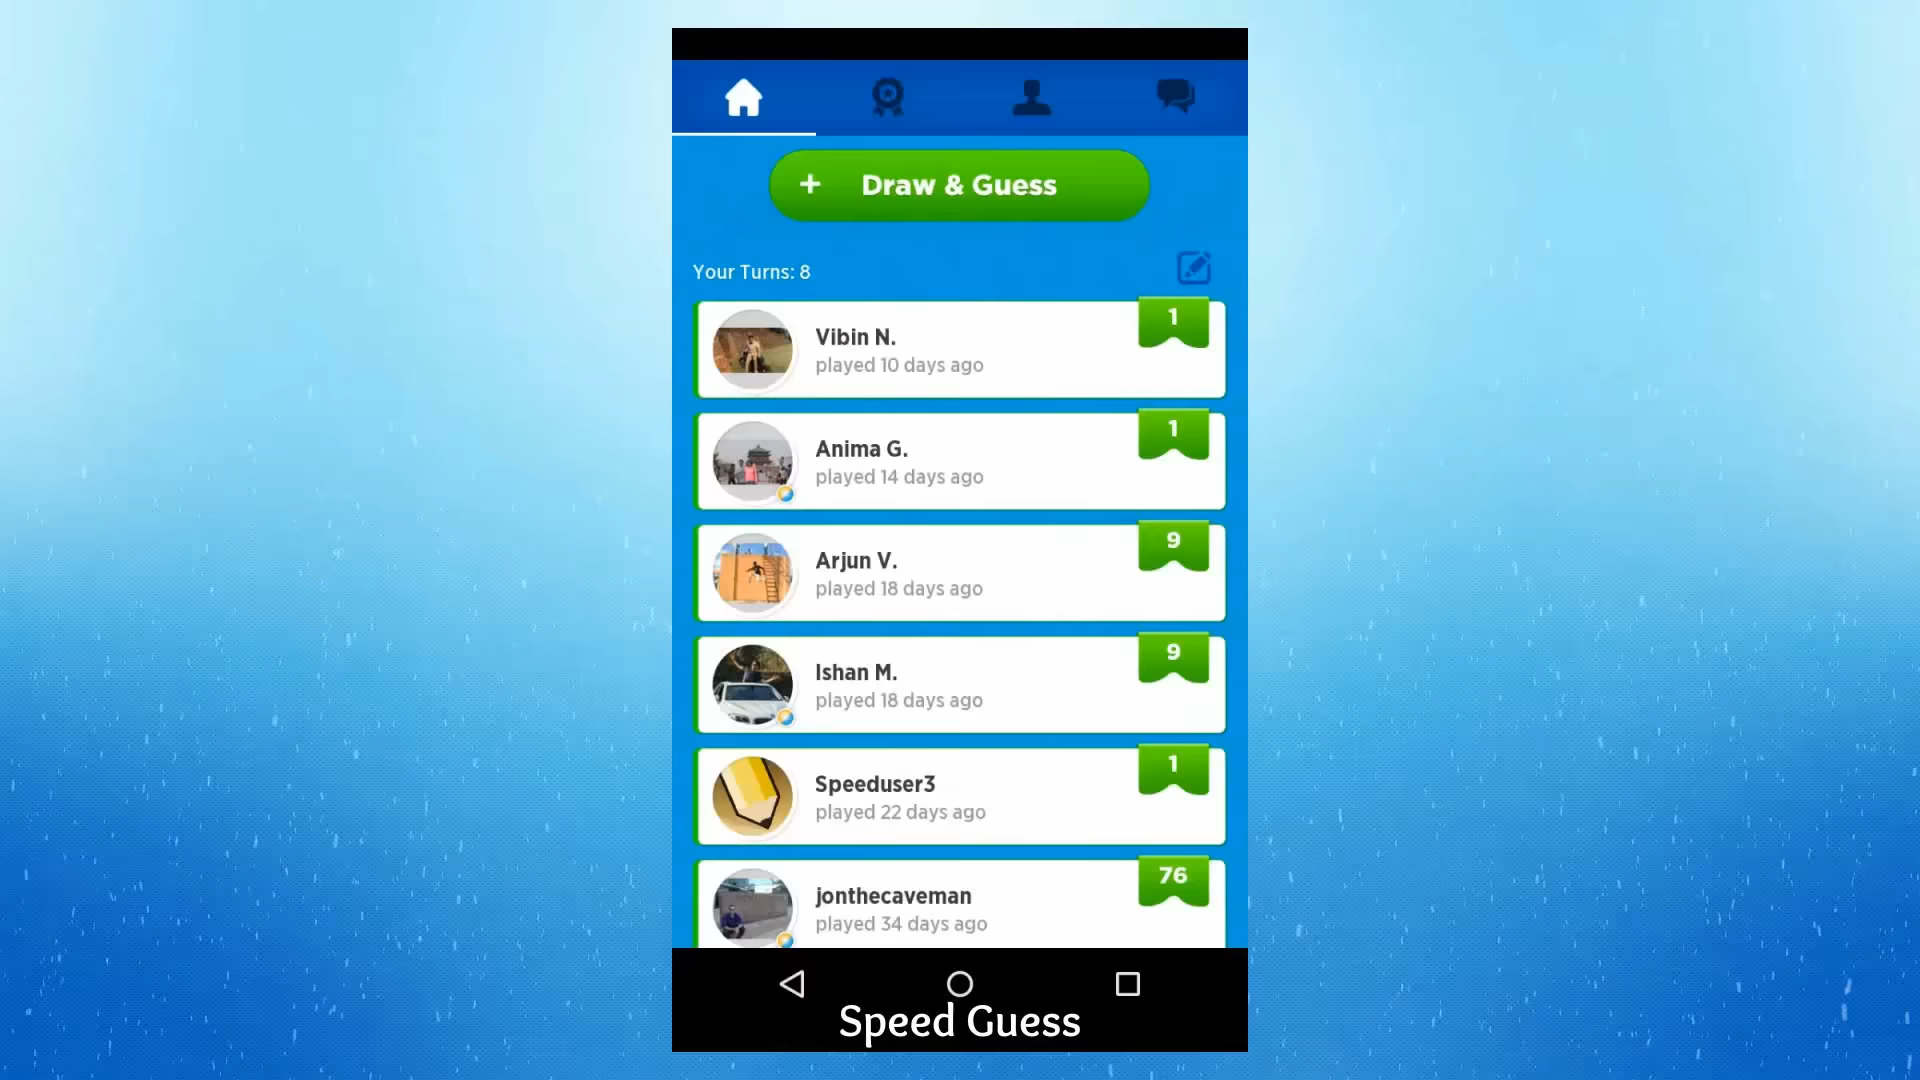 + Draw & Guess
Your Turns: 8
Vibin N.
played 10 days ago
1
Anima G.
played 14 days ago
1
Arjun V.
played 18 days ago
9
Ishan M.
played 18 days ago
9
Speeduser3
played 22 days ago
1
jonthecaveman
played 34 days ago
76
Speed Guess